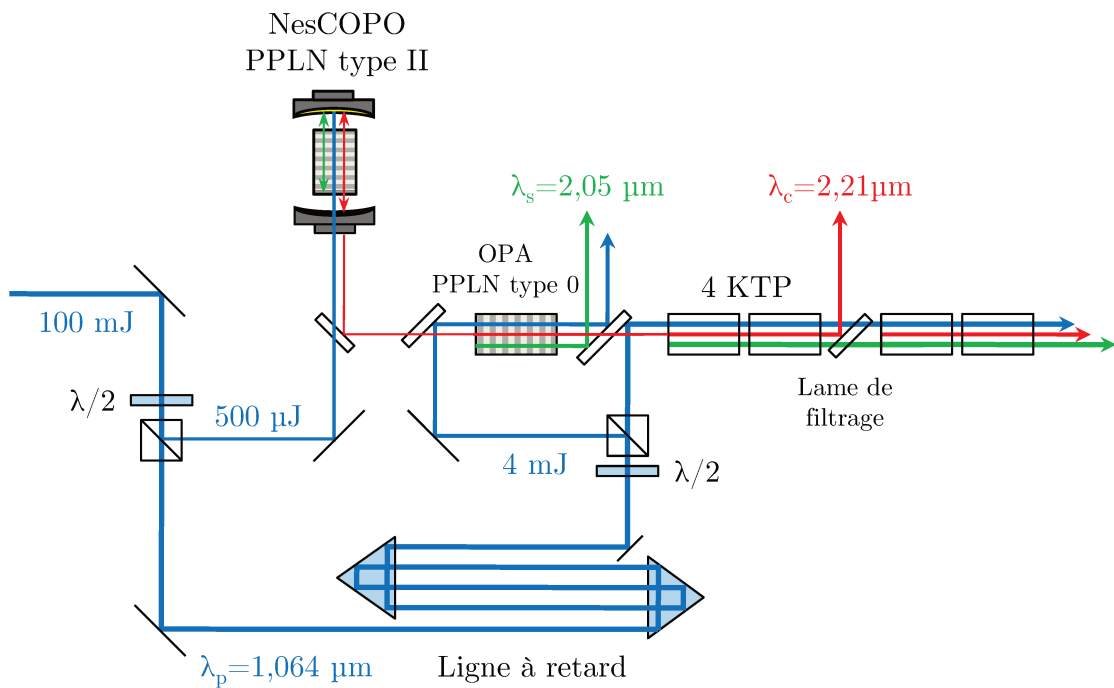 NesCOPO
PPLN type II
λs=2,05 µm
λc=2,21µm
OPA
PPLN type 0
4 KTP
100 mJ
λ/2
500 µJ
Lame de
filtrage
4 mJ
λ/2
λp=1,064 µm
Ligne à retard